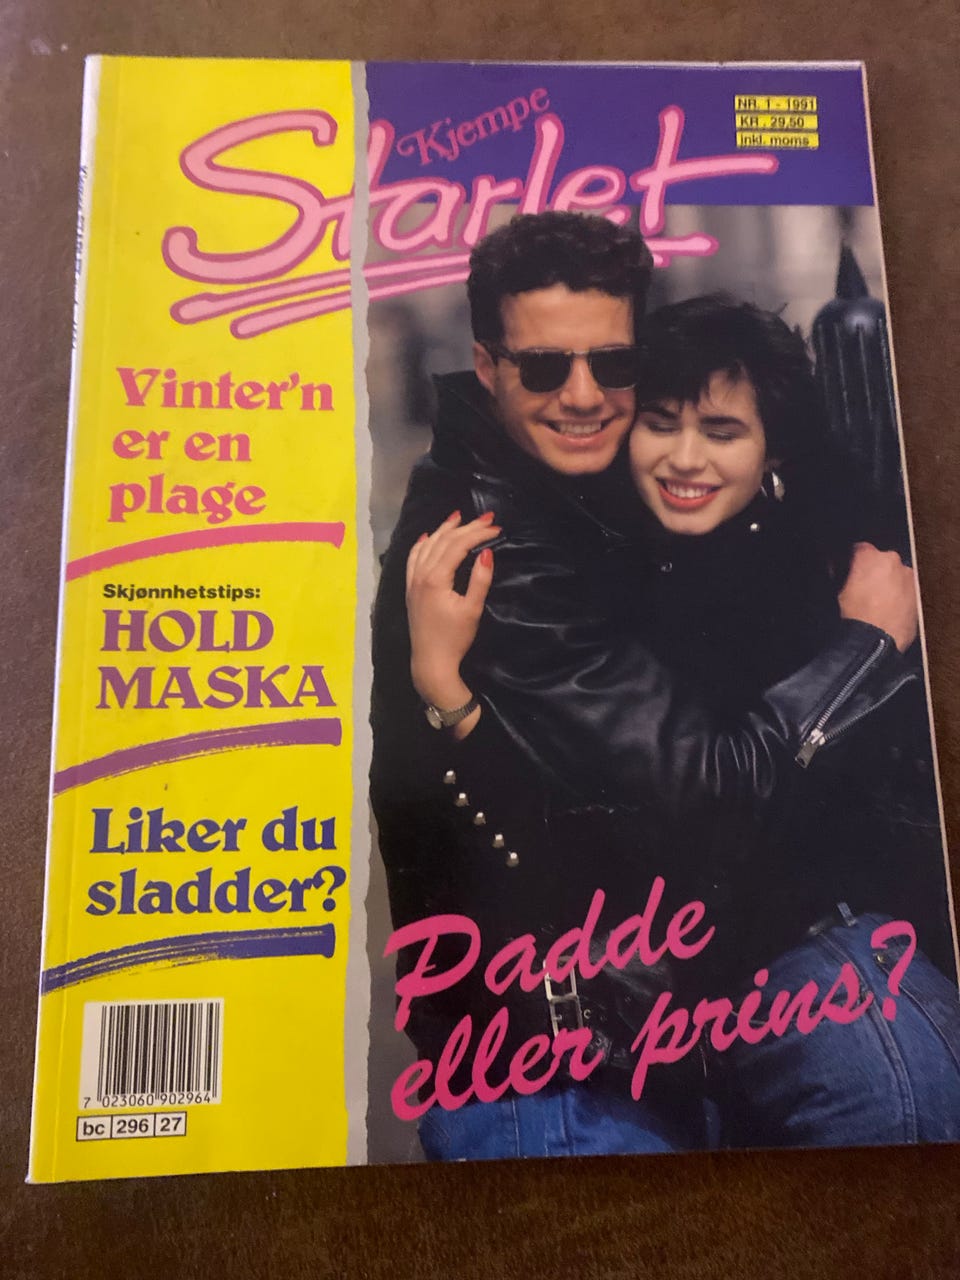 Kjempe
Starlet
NR. 1 - 1991
KR. 29,50
inkl. moms
Vinter'n
er en
plage
Skjønnhetstips:
HOLD
MASKA
Liker du
sladder?
Padde
eller prins?
7 023060 902964
bc 296 27